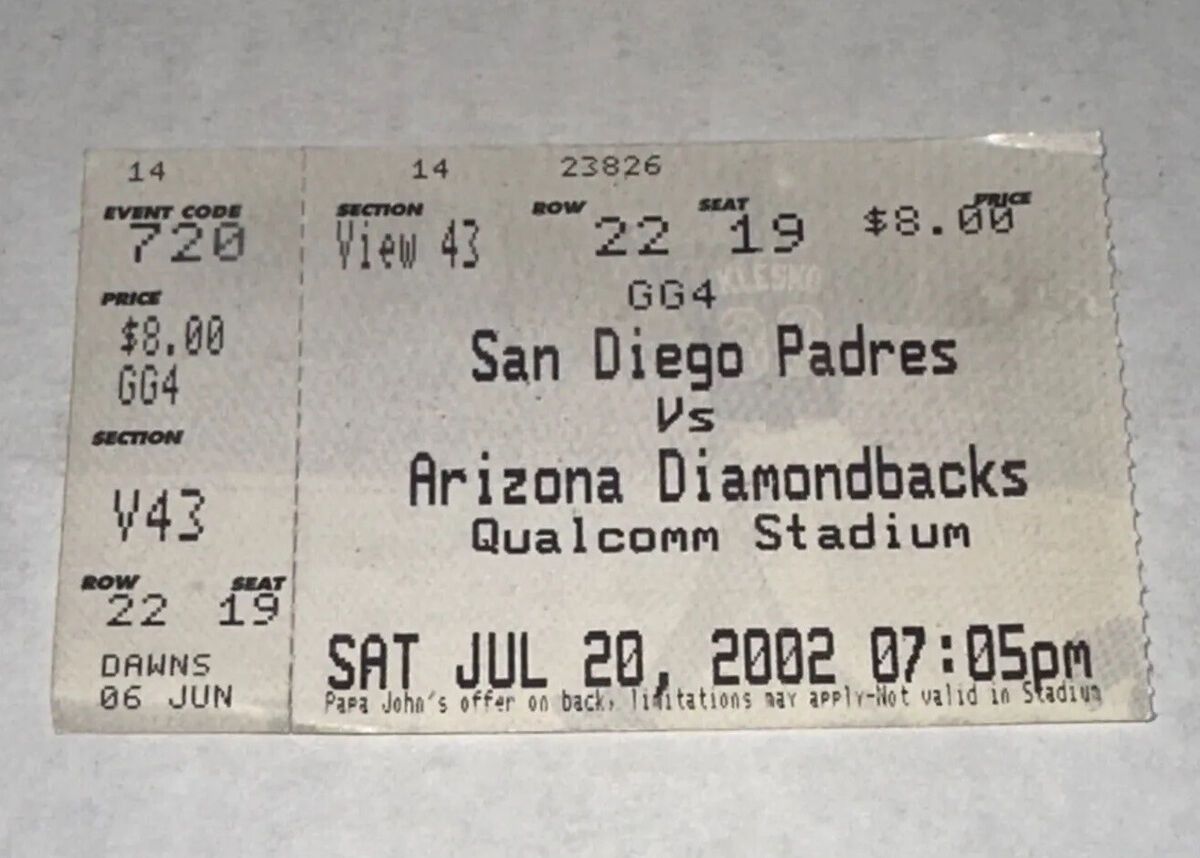 14
EVENT CODE
720
PRICE
$8.00
GG4
SECTION
V43
ROW SEAT
22 19
DAWNS
06 JUN
14 23826
SECTION ROW SEAT PRICE
View 43 22 19 $8.00
KLESKO
GG4
San Diego Padres
Vs
Arizona Diamondbacks
Qualcomm Stadium
SAT JUL 20, 2002 07:05pm
Papa John's offer on back, limitations may apply-Not valid in Stadium